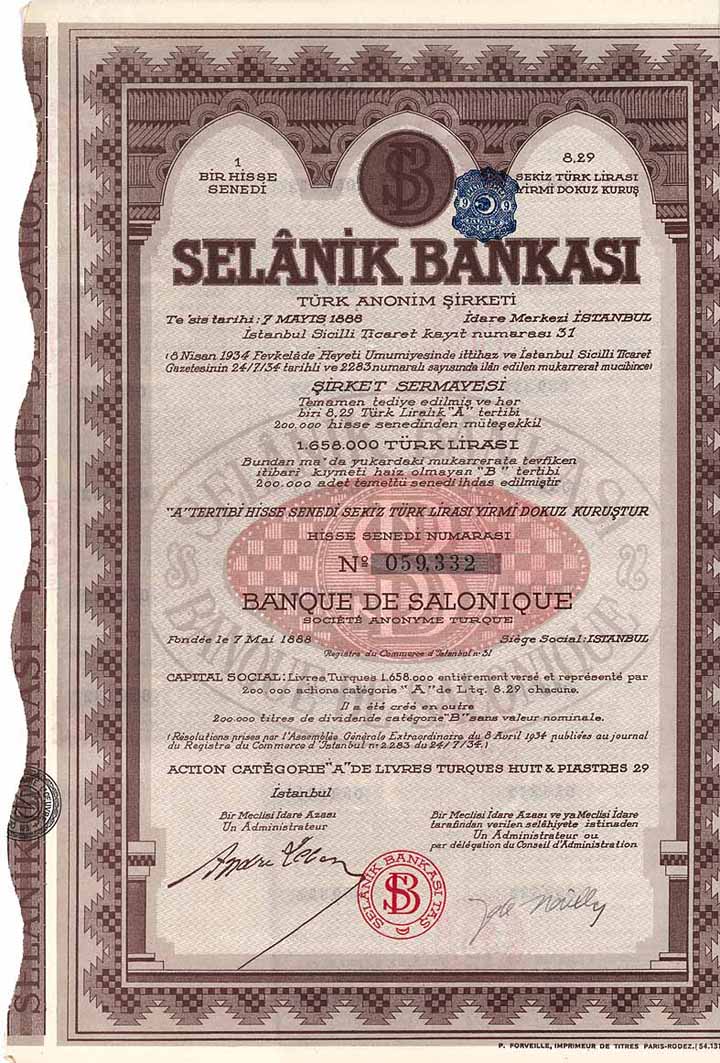 1
BİR HİSSE
SENEDİ
SB
8,29
SEKİZ TÜRK LİRASI
YİRMİ DOKUZ KURUŞ
SELÂNİK BANKASI
TÜRK ANONİM ŞİRKETİ
Te'sis tarihi: 7 MAYIS 1888 İdare Merkezi İSTANBUL
İstanbul Sicilli Ticaret kayıt numarası 31
(8 Nisan 1934 Fevkelâde Heyeti Umumiyesinde ittihaz ve İstanbul Sicilli Ticaret
Gazetesinin 24/7/34 tarihli ve 2283 numaralı sayısında ilân edilen mukarrerat mucibince)
ŞİRKET SERMAYESİ
Temamen tediye edilmiş ve her
biri 8,29 Türk Liralık "A" tertibi
200.000 hisse senedinden müteşekkil
1.658.000 TÜRK LİRASI
Bundan ma'da yukardaki mukarrerata tevfiken
itibarî kıymeti haiz olmayan "B" tertibi
200.000 adet temettü senedi ihdas edilmiştir
"A" TERTİBİ HİSSE SENEDİ SEKİZ TÜRK LİRASI YİRMİ DOKUZ KURUŞTUR
HİSSE SENEDİ NUMARASI
Nº 059,332
BANQUE DE SALONIQUE
SOCIÉTÉ ANONYME TURQUE
Fondée le 7 Mai 1888 Siège Social: ISTANBUL
Registre du Commerce d'Istanbul nº 31
CAPITAL SOCIAL: Livres Turques 1.658.000 entièrement versé et représenté par
200.000 actions catégorie "A" de Ltq. 8.29 chacune.
Il a été créé en outre
200.000 titres de dividende catégorie "B" sans valeur nominale.
(Résolutions prises par l'Assemblée Générale Extraordinaire du 8 Avril 1934 publiées au journal
du Registre du Commerce d'Istanbul nº 2.283 du 24/7/34.)
ACTION CATÉGORIE "A" DE LIVRES TURQUES HUIT & PIASTRES 29
İstanbul
Bir Meclisi İdare Azası
Un Administrateur
Bir Meclisi İdare Azası ve ya Meclisi İdare
tarafından verilen selâhiyete istinaden
Un Administrateur ou
par délégation du Conseil d'Administration
SELÂNİK BANKASI TAŞ
SB
P. FORVEILLE, IMPRIMEUR DE TITRES PARIS-RODEZ. (54.131